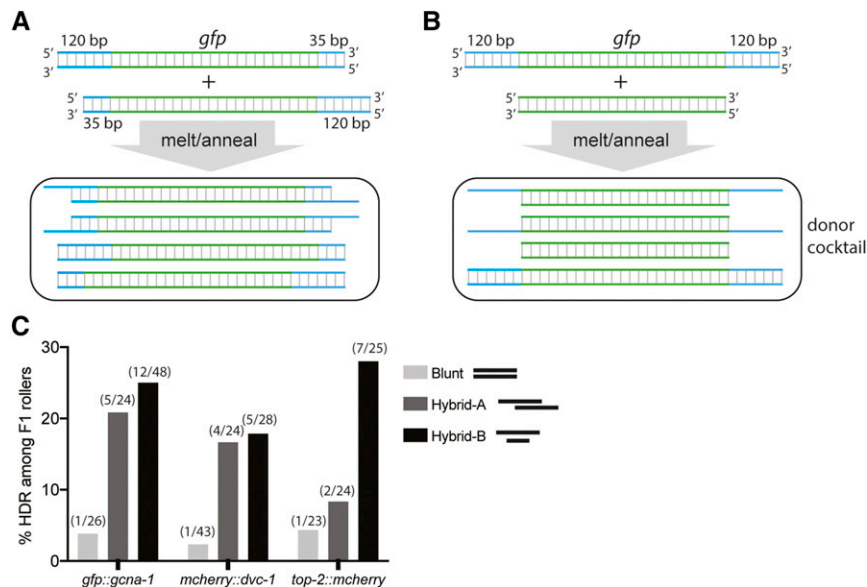 A
120 bp
gfp
35 bp
5′
3′
3′
5′
+
5′
3′
3′
5′
35 bp
120 bp
melt/anneal
B
120 bp
gfp
120 bp
5′
3′
3′
5′
+
5′
3′
3′
5′
melt/anneal
donor
cocktail
C
% HDR among F1 rollers
30
20
10
0
(1/26)
(5/24)
(12/48)
(1/43)
(4/24)
(5/28)
(1/23)
(2/24)
(7/25)
gfp::gcna-1
mcherry::dvc-1
top-2::mcherry
Blunt
Hybrid-A
Hybrid-B